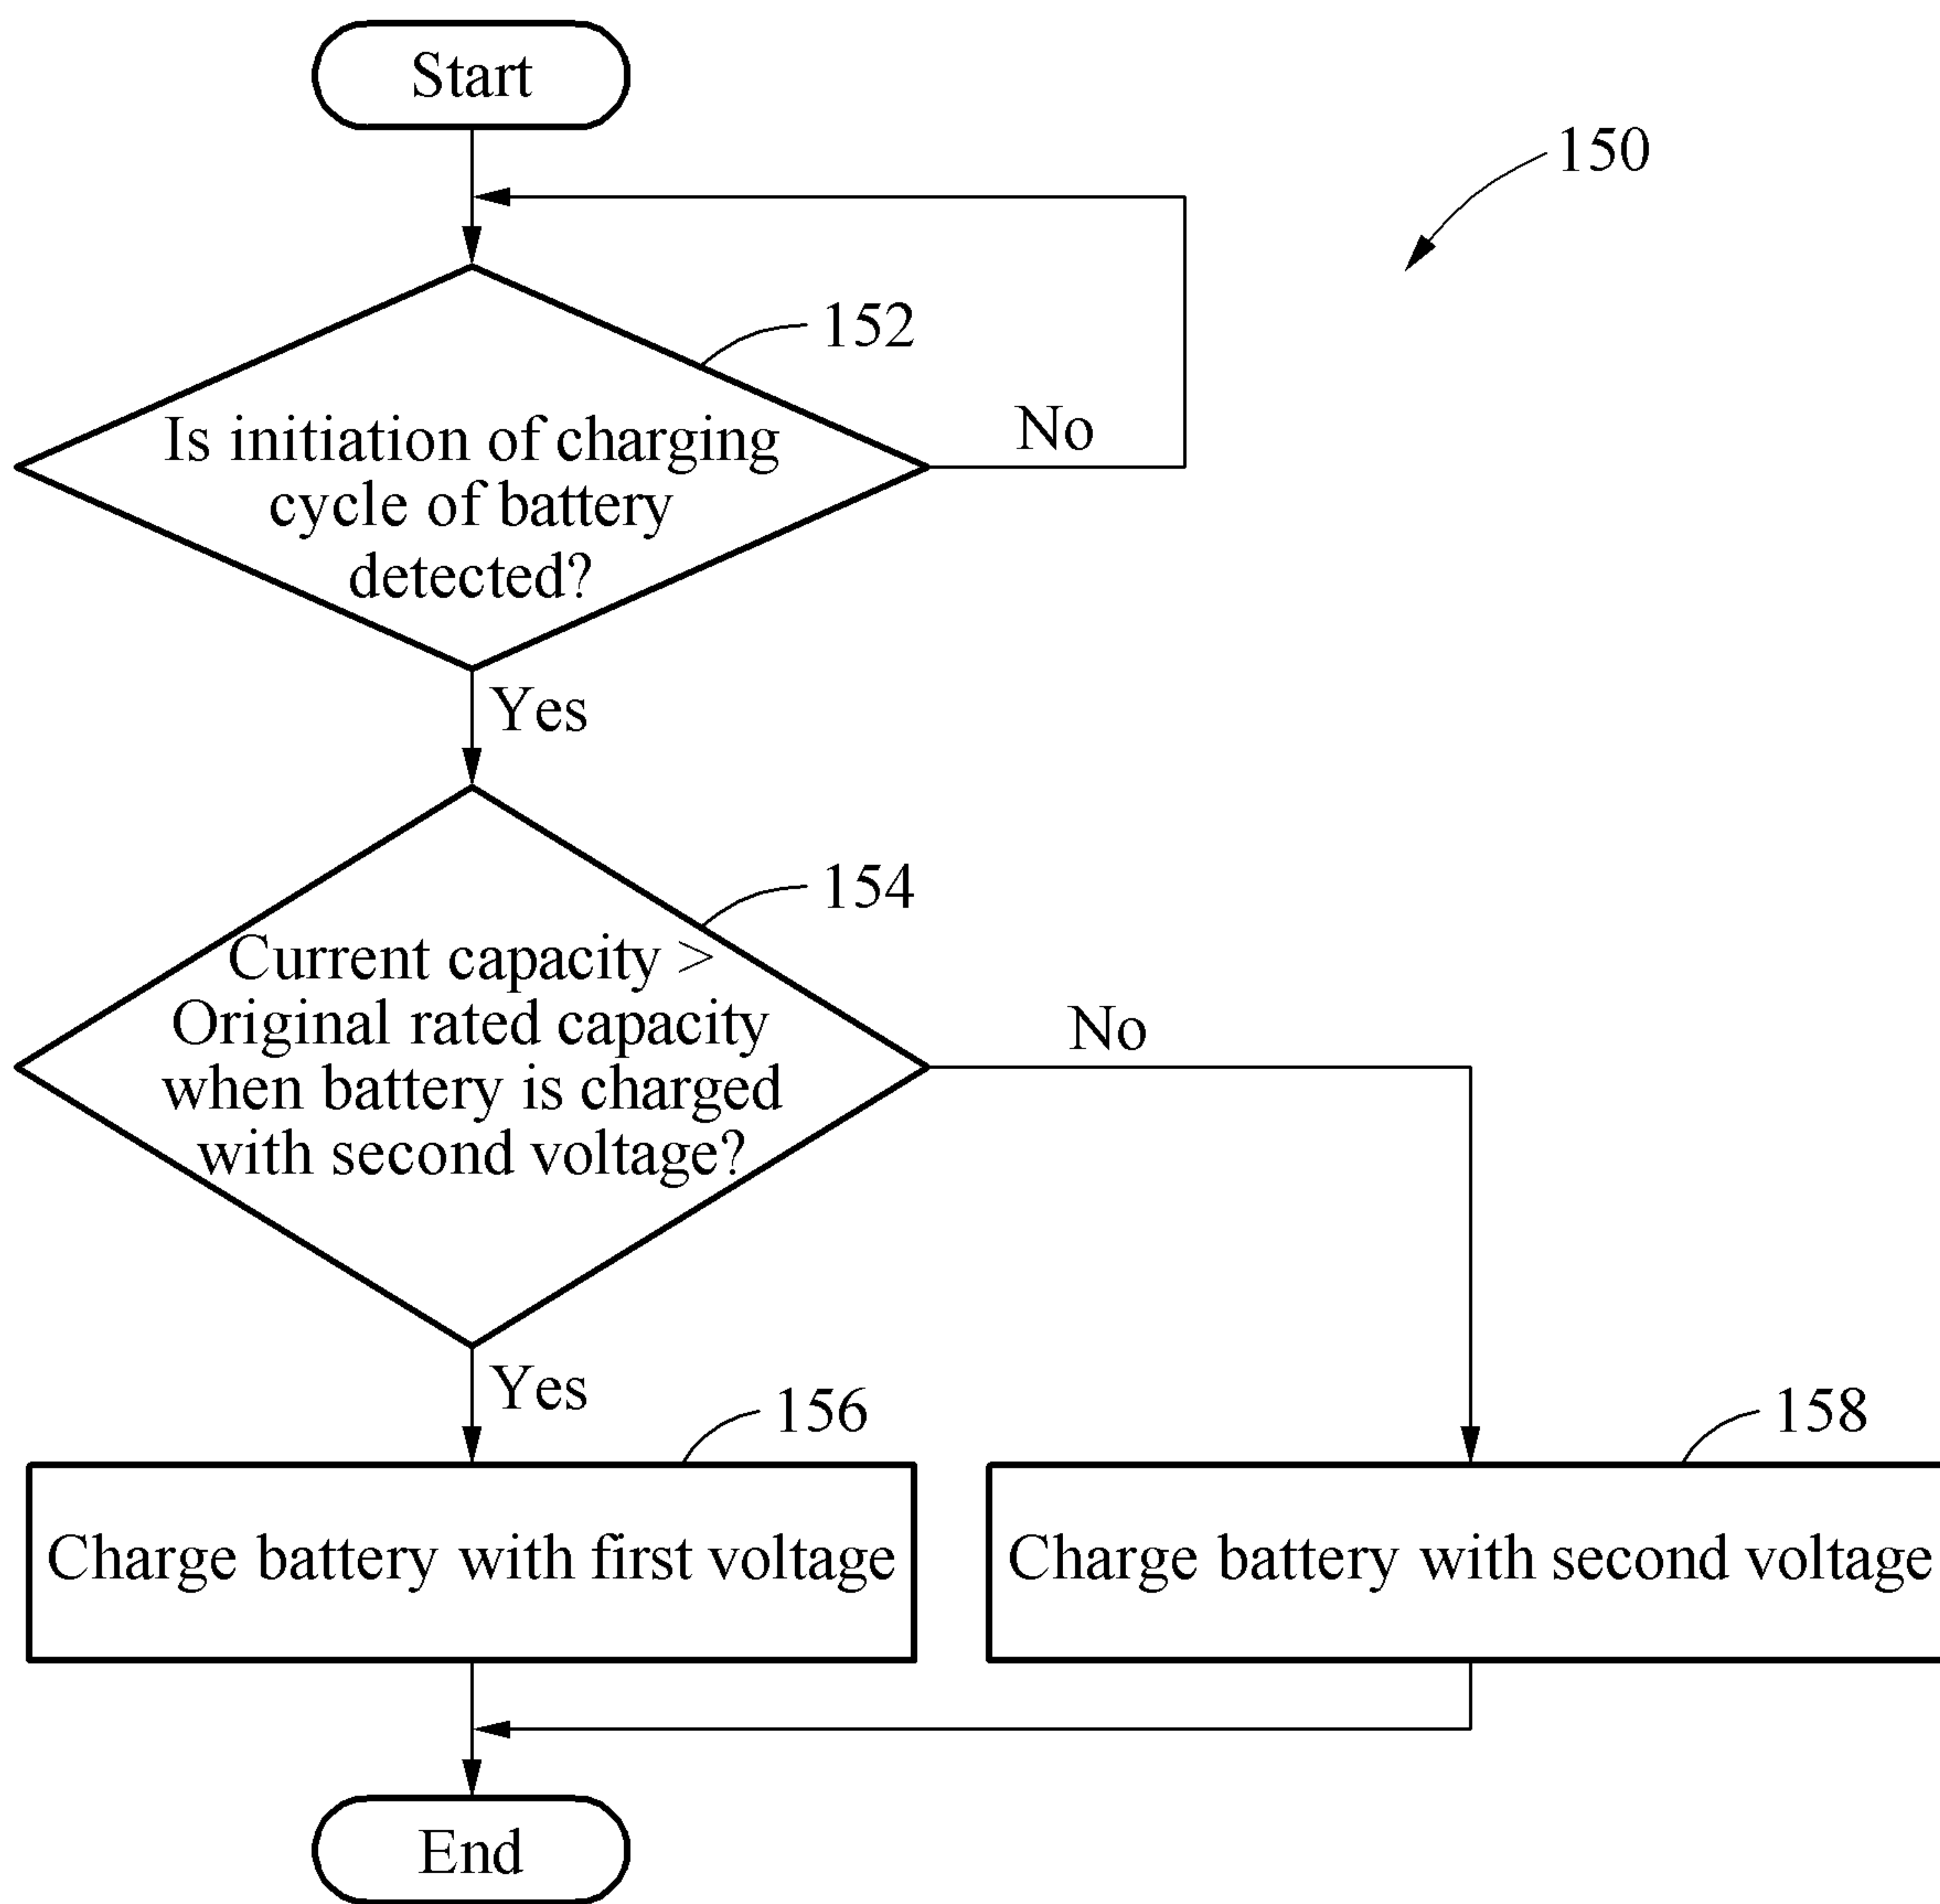 Start
150
152
Is initiation of charging
cycle of battery
detected?
No
Yes
154
Current capacity >
Original rated capacity
when battery is charged
with second voltage?
No
Yes
156
158
Charge battery with first voltage
Charge battery with second voltage
End